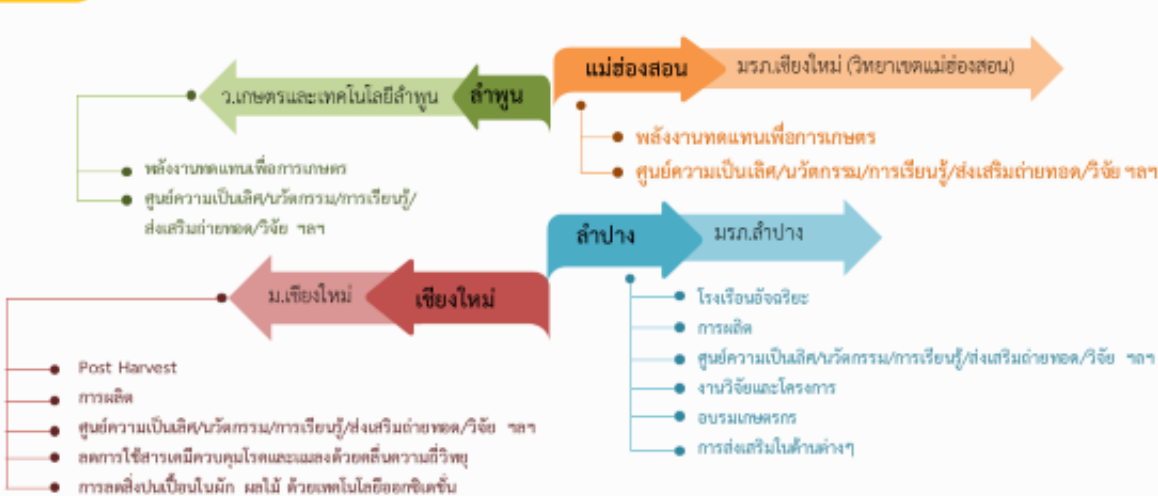 แม่ฮ่องสอน
มรภ.เชียงใหม่ (วิทยาเขตแม่ฮ่องสอน)
พลังงานทดแทนเพื่อการเกษตร
ศูนย์ความเป็นเลิศ/นวัตกรรม/การเรียนรู้/ส่งเสริมถ่ายทอด/วิจัย ฯลฯ
ลำพูน
ว.เกษตรและเทคโนโลยีลำพูน
พลังงานทดแทนเพื่อการเกษตร
ศูนย์ความเป็นเลิศ/นวัตกรรม/การเรียนรู้/
ส่งเสริมถ่ายทอด/วิจัย ฯลฯ
ลำปาง
มรภ.ลำปาง
โรงเรือนอัจฉริยะ
การผลิต
ศูนย์ความเป็นเลิศ/นวัตกรรม/การเรียนรู้/ส่งเสริมถ่ายทอด/วิจัย ฯลฯ
งานวิจัยและโครงการ
อบรมเกษตรกร
การส่งเสริมในด้านต่างๆ
เชียงใหม่
ม.เชียงใหม่
Post Harvest
การผลิต
ศูนย์ความเป็นเลิศ/นวัตกรรม/การเรียนรู้/ส่งเสริมถ่ายทอด/วิจัย ฯลฯ
ลดการใช้สารเคมีควบคุมโรคและแมลงด้วยคลื่นความถี่วิทยุ
การลดสิ่งปนเปื้อนในผัก ผลไม้ ด้วยเทคโนโลยีออกซิเดชั่น